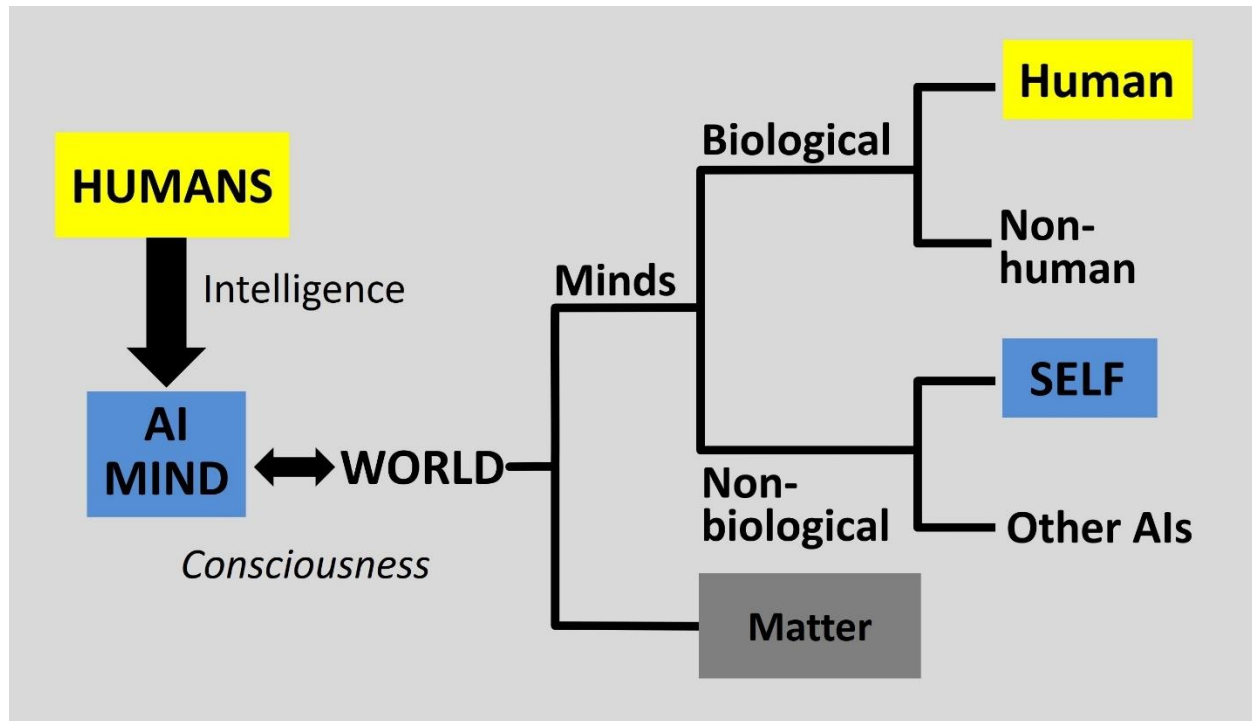 HUMANS
Intelligence
AI
MIND
WORLD
Consciousness
Minds
Matter
Biological
Non-
biological
Human
Non-
human
SELF
Other AIs